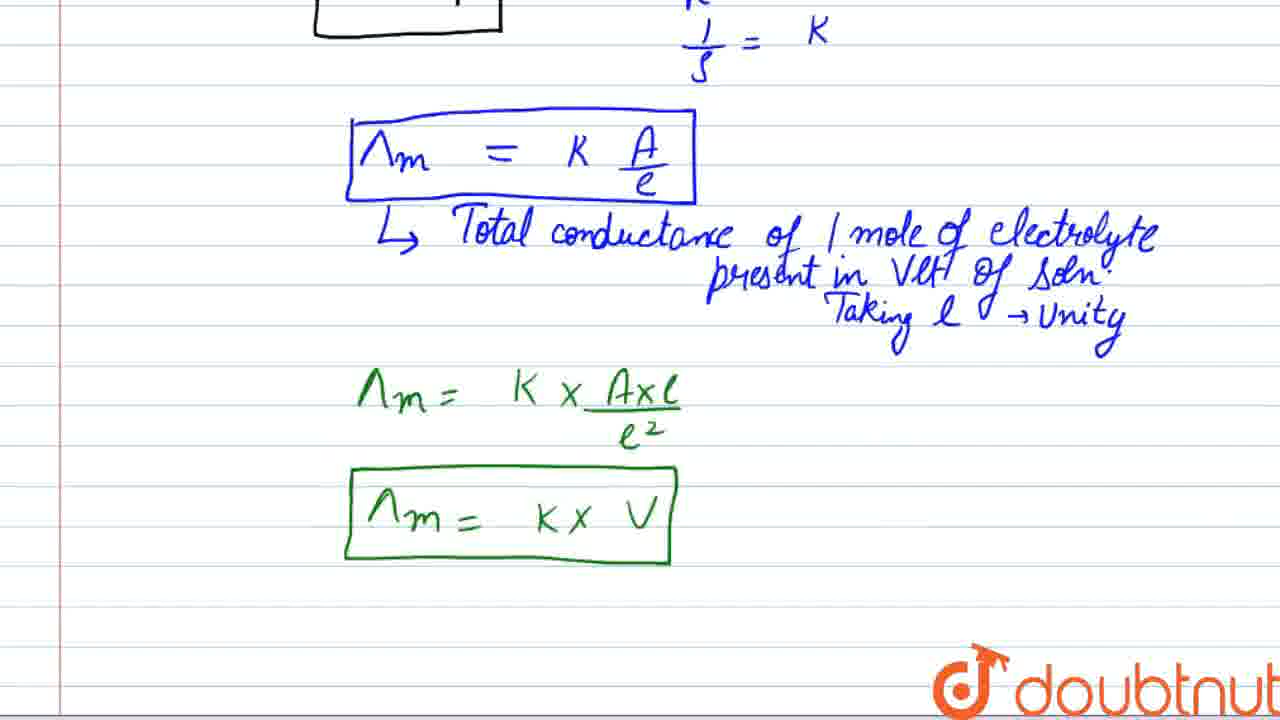 1/ρ = K
Λm = K A/l
↳ Total conductance of 1 mole of electrolyte
present in V of soln.
Taking l → Unity
Λm = K × A×l/l²
Λm = K × V
doubtnut